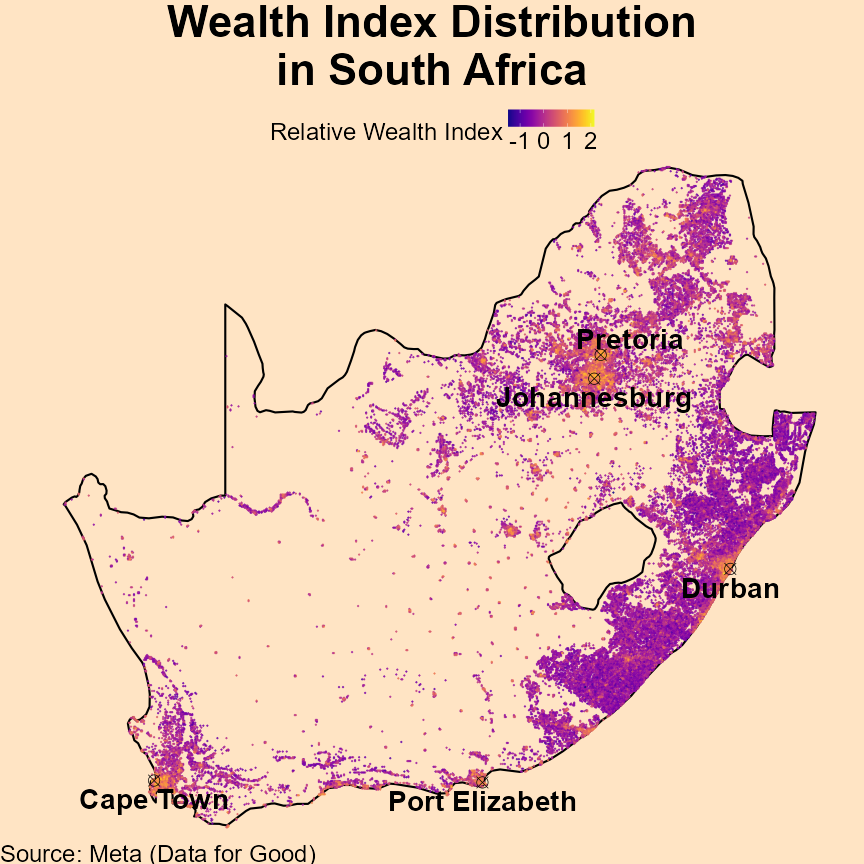 Wealth Index Distribution
in South Africa
Relative Wealth Index
-1 0 1 2
Pretoria
Johannesburg
Durban
Cape Town
Port Elizabeth
Source: Meta (Data for Good)